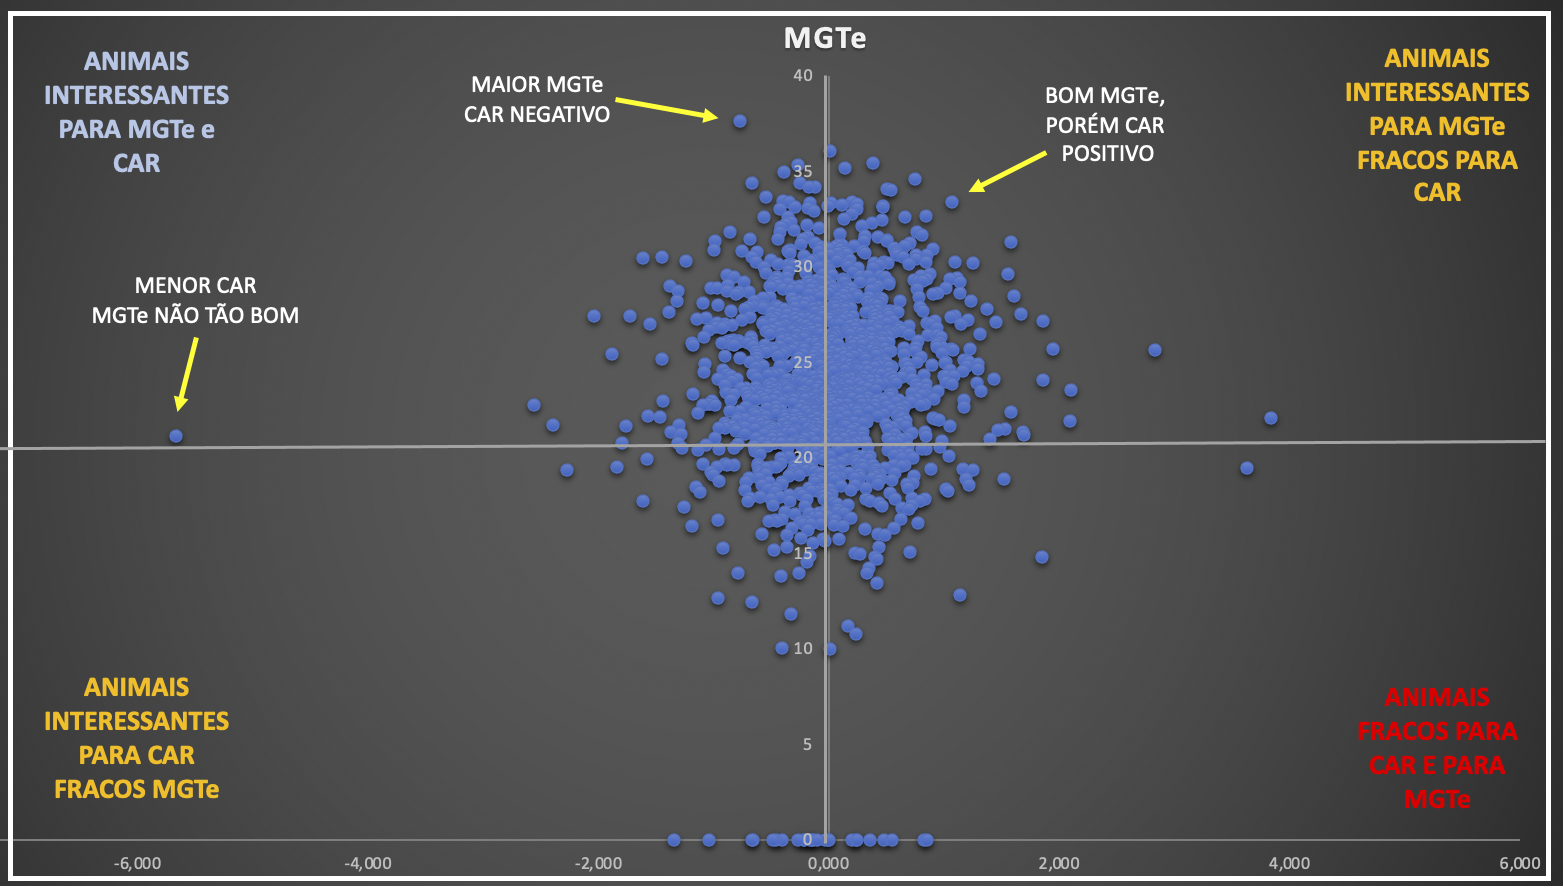 MGTe
ANIMAIS
INTERESSANTES
PARA MGTe e
CAR
MAIOR MGTe
CAR NEGATIVO
BOM MGTe,
PORÉM CAR
POSITIVO
ANIMAIS
INTERESSANTES
PARA MGTe
FRACOS PARA
CAR
MENOR CAR
MGTe NÃO TÃO BOM
40
35
30
25
20
15
10
5
0
ANIMAIS
INTERESSANTES
PARA CAR
FRACOS MGTe
ANIMAIS
FRACOS PARA
CAR E PARA
MGTe
-6,000 -4,000 -2,000 0,000 2,000 4,000 6,000